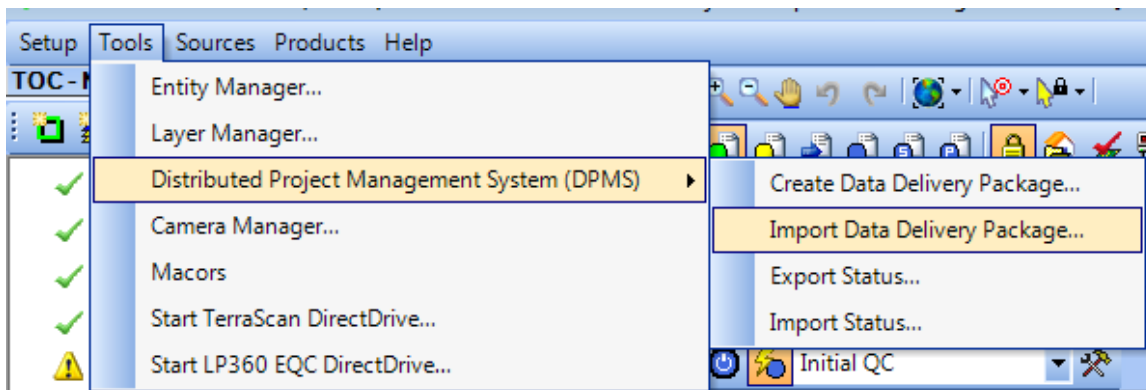 Setup Tools Sources Products Help
TOC -
Entity Manager...
Layer Manager...
Distributed Project Management System (DPMS)
Camera Manager...
Macors
Start TerraScan DirectDrive...
Start LP360 EQC DirectDrive...
Create Data Delivery Package...
Import Data Delivery Package...
Export Status...
Import Status...
Initial QC